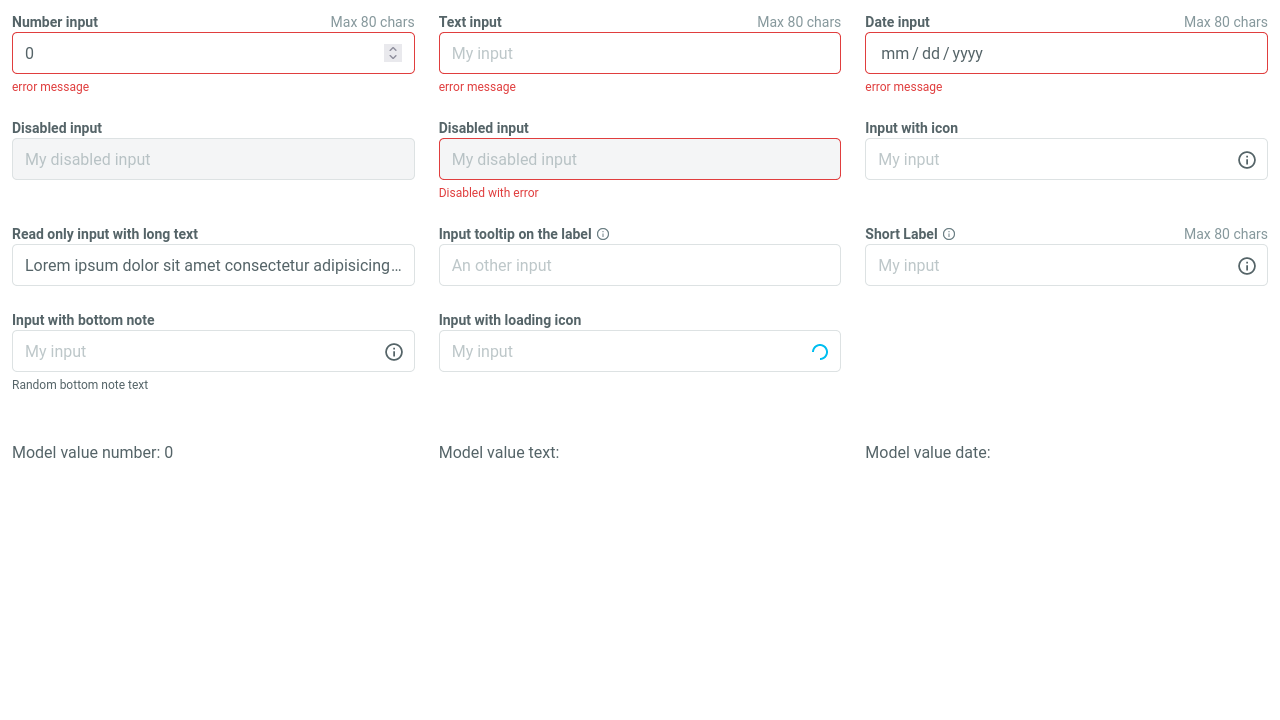 Number input Max 80 chars
0
error message
Text input Max 80 chars
My input
error message
Date input Max 80 chars
mm / dd / yyyy
error message
Disabled input
My disabled input
Disabled input
My disabled input
Disabled with error
Input with icon
My input
Read only input with long text
Lorem ipsum dolor sit amet consectetur adipisicing...
Input tooltip on the label
An other input
Short Label Max 80 chars
My input
Input with bottom note
My input
Random bottom note text
Input with loading icon
My input
Model value number: 0
Model value text:
Model value date: